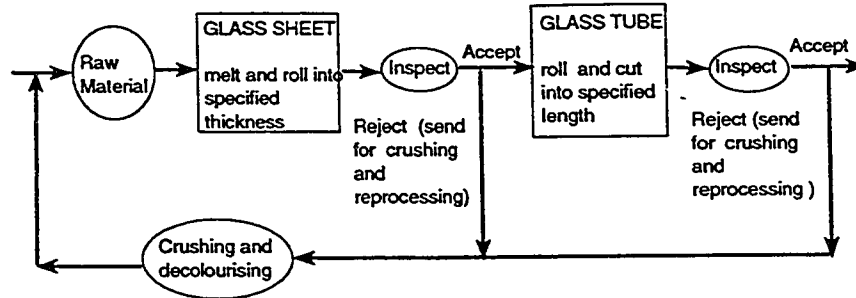 Raw
Material
GLASS SHEET
melt and roll into
specified
thickness
Inspect
Accept
Reject (send
for crushing
and
reprocessing)
GLASS TUBE
roll and cut
into specified
length
Inspect
Accept
Reject (send
for crushing
and
reprocessing )
Crushing and
decolourising